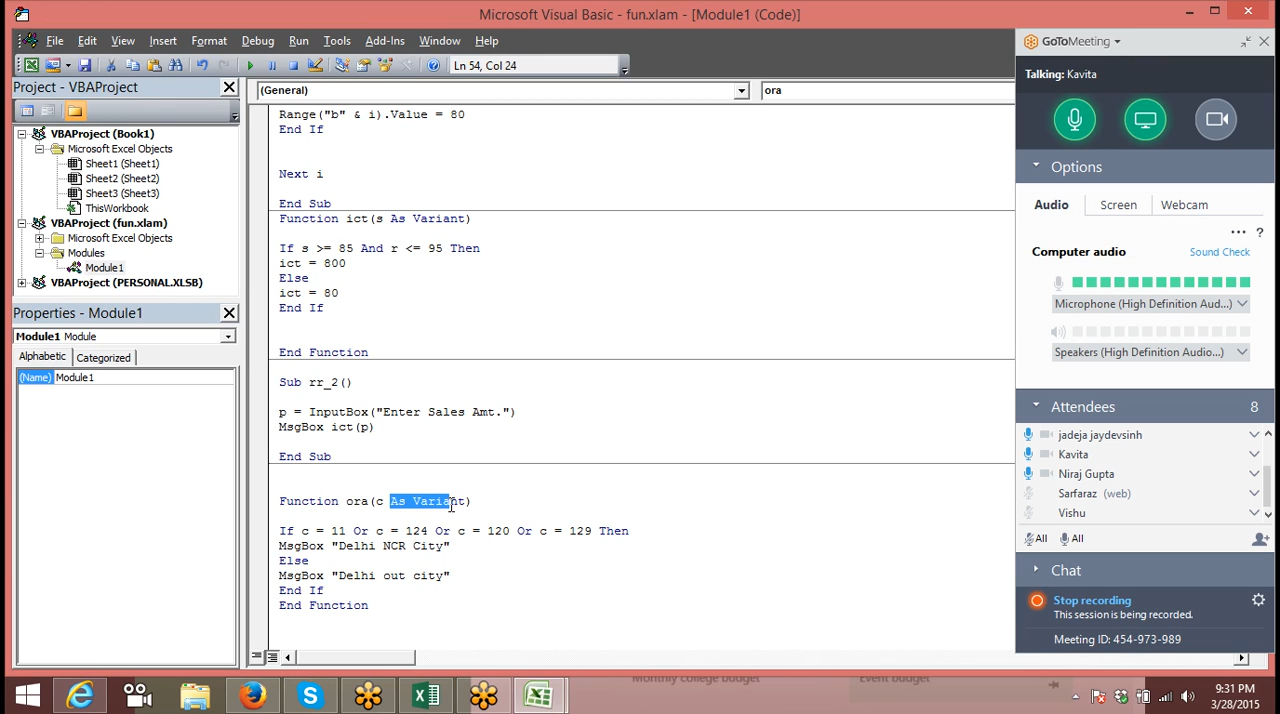 Microsoft Visual Basic - fun.xlam - [Module1 (Code)]
File Edit View Insert Format Debug Run Tools Add-Ins Window Help
Ln 54, Col 24
Project - VBAProject
VBAProject (Book1)
Microsoft Excel Objects
Sheet1 (Sheet1)
Sheet2 (Sheet2)
Sheet3 (Sheet3)
ThisWorkbook
VBAProject (fun.xlam)
Microsoft Excel Objects
Modules
Module1
VBAProject (PERSONAL.XLSB)
Properties - Module1
Module1 Module
Alphabetic Categorized
(Name) Module1
(General) ora
Range("b" & i).Value = 80
End If
Next i
End Sub
Function ict(s As Variant)
If s >= 85 And r <= 95 Then
ict = 800
Else
ict = 80
End If
End Function
Sub rr_2()
p = InputBox("Enter Sales Amt.")
MsgBox ict(p)
End Sub
Function ora(c As Variant)
If c = 11 Or c = 124 Or c = 120 Or c = 129 Then
MsgBox "Delhi NCR City"
Else
MsgBox "Delhi out city"
End If
End Function
GoToMeeting
Talking: Kavita
Options
Audio Screen Webcam
... ?
Computer audio Sound Check
Microphone (High Definition Aud...)
Speakers (High Definition Audio...)
Attendees 8
jadeja jaydevsinh
Kavita
Niraj Gupta
Sarfaraz (web)
Vishu
All All
Chat
Stop recording
This session is being recorded.
Meeting ID: 454-973-989
Monthly college budget Event budget
9:31 PM
3/28/2015